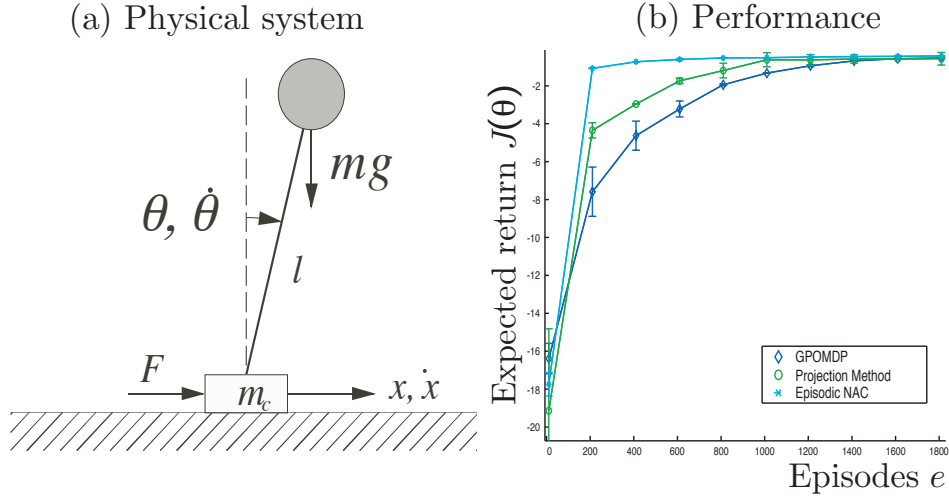 (a) Physical system
mg
θ, θ̇
l
F
m_c
x, ẋ
(b) Performance
Expected return J(θ)
-2
-4
-6
-8
-10
-12
-14
-16
-18
-20
GPOMDP
Projection Method
Episodic NAC
0 200 400 600 800 1000 1200 1400 1600 1800
Episodes e